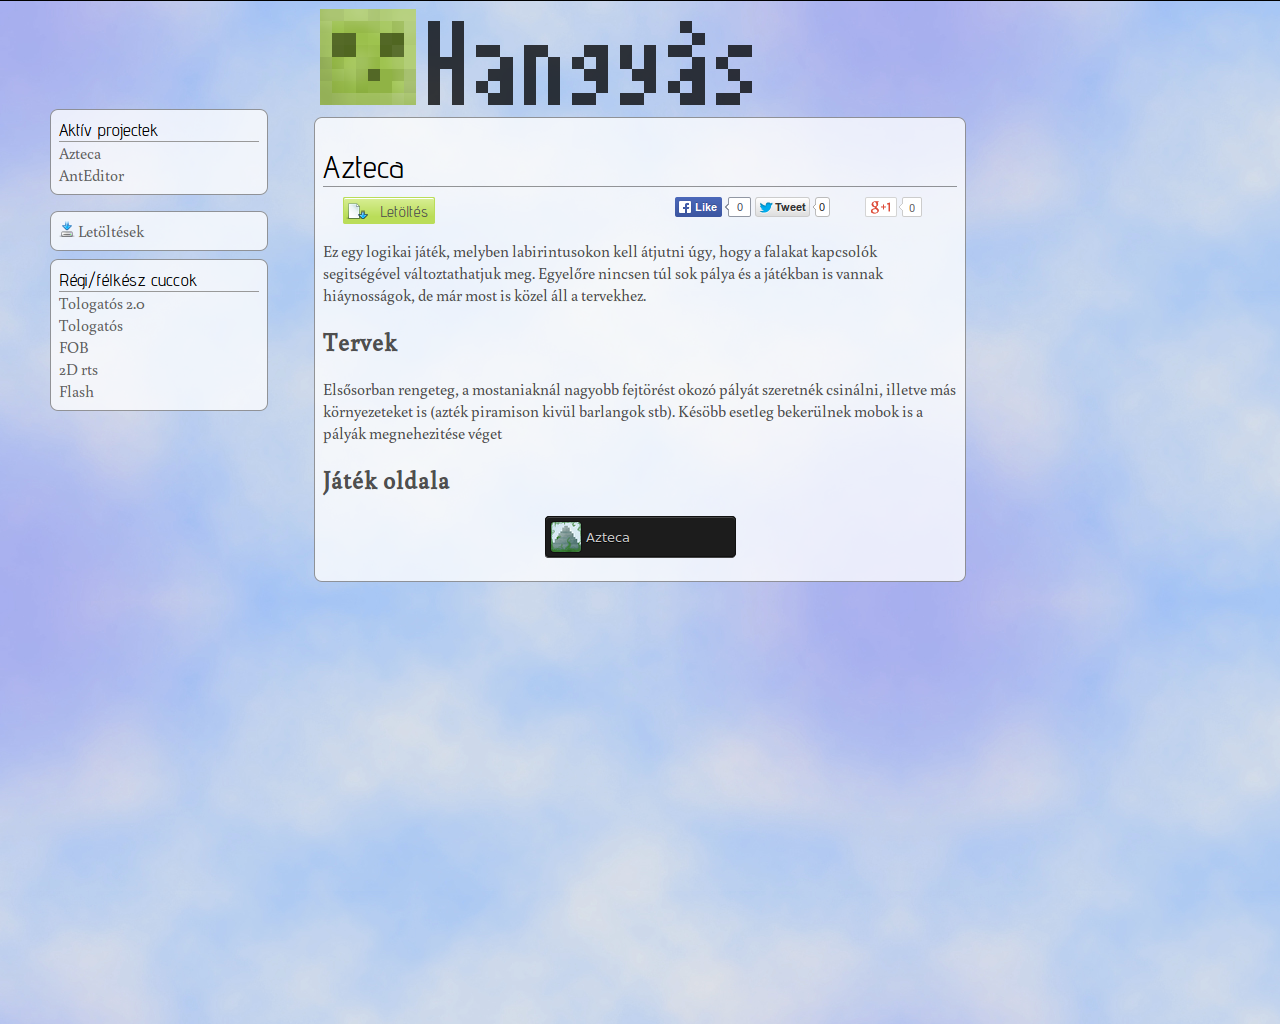 Hangyás
Aktív projectek
Azteca
AntEditor
Letöltések
Régi/félkész cuccok
Tologatós 2.0
Tologatós
FOB
2D rts
Flash
Azteca
Letöltés
Like 0 Tweet 0 g+1 0
Ez egy logikai játék, melyben labirintusokon kell átjutni úgy, hogy a falakat kapcsolók
segitségével változtathatjuk meg. Egyelőre nincsen túl sok pálya és a játékban is vannak
hiáynosságok, de már most is közel áll a tervekhez.
Tervek
Elsősorban rengeteg, a mostaniaknál nagyobb fejtörést okozó pályát szeretnék csinálni, illetve más
környezeteket is (azték piramison kivül barlangok stb). Késöbb esetleg bekerülnek mobok is a
pályák megnehezitése véget
Játék oldala
Azteca